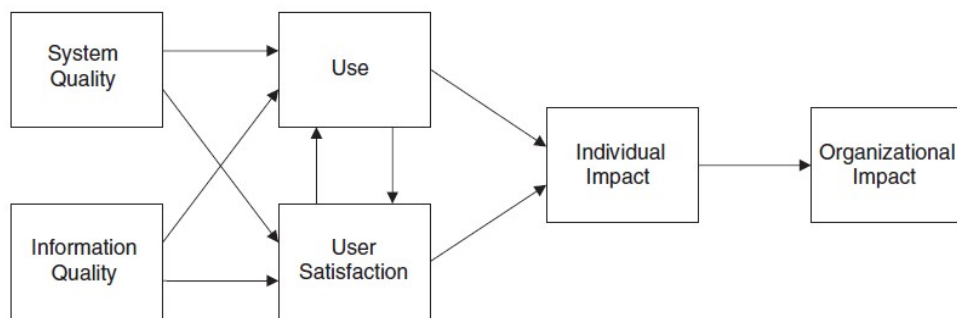 System
Quality
Use
Individual
Impact
Organizational
Impact
Information
Quality
User
Satisfaction